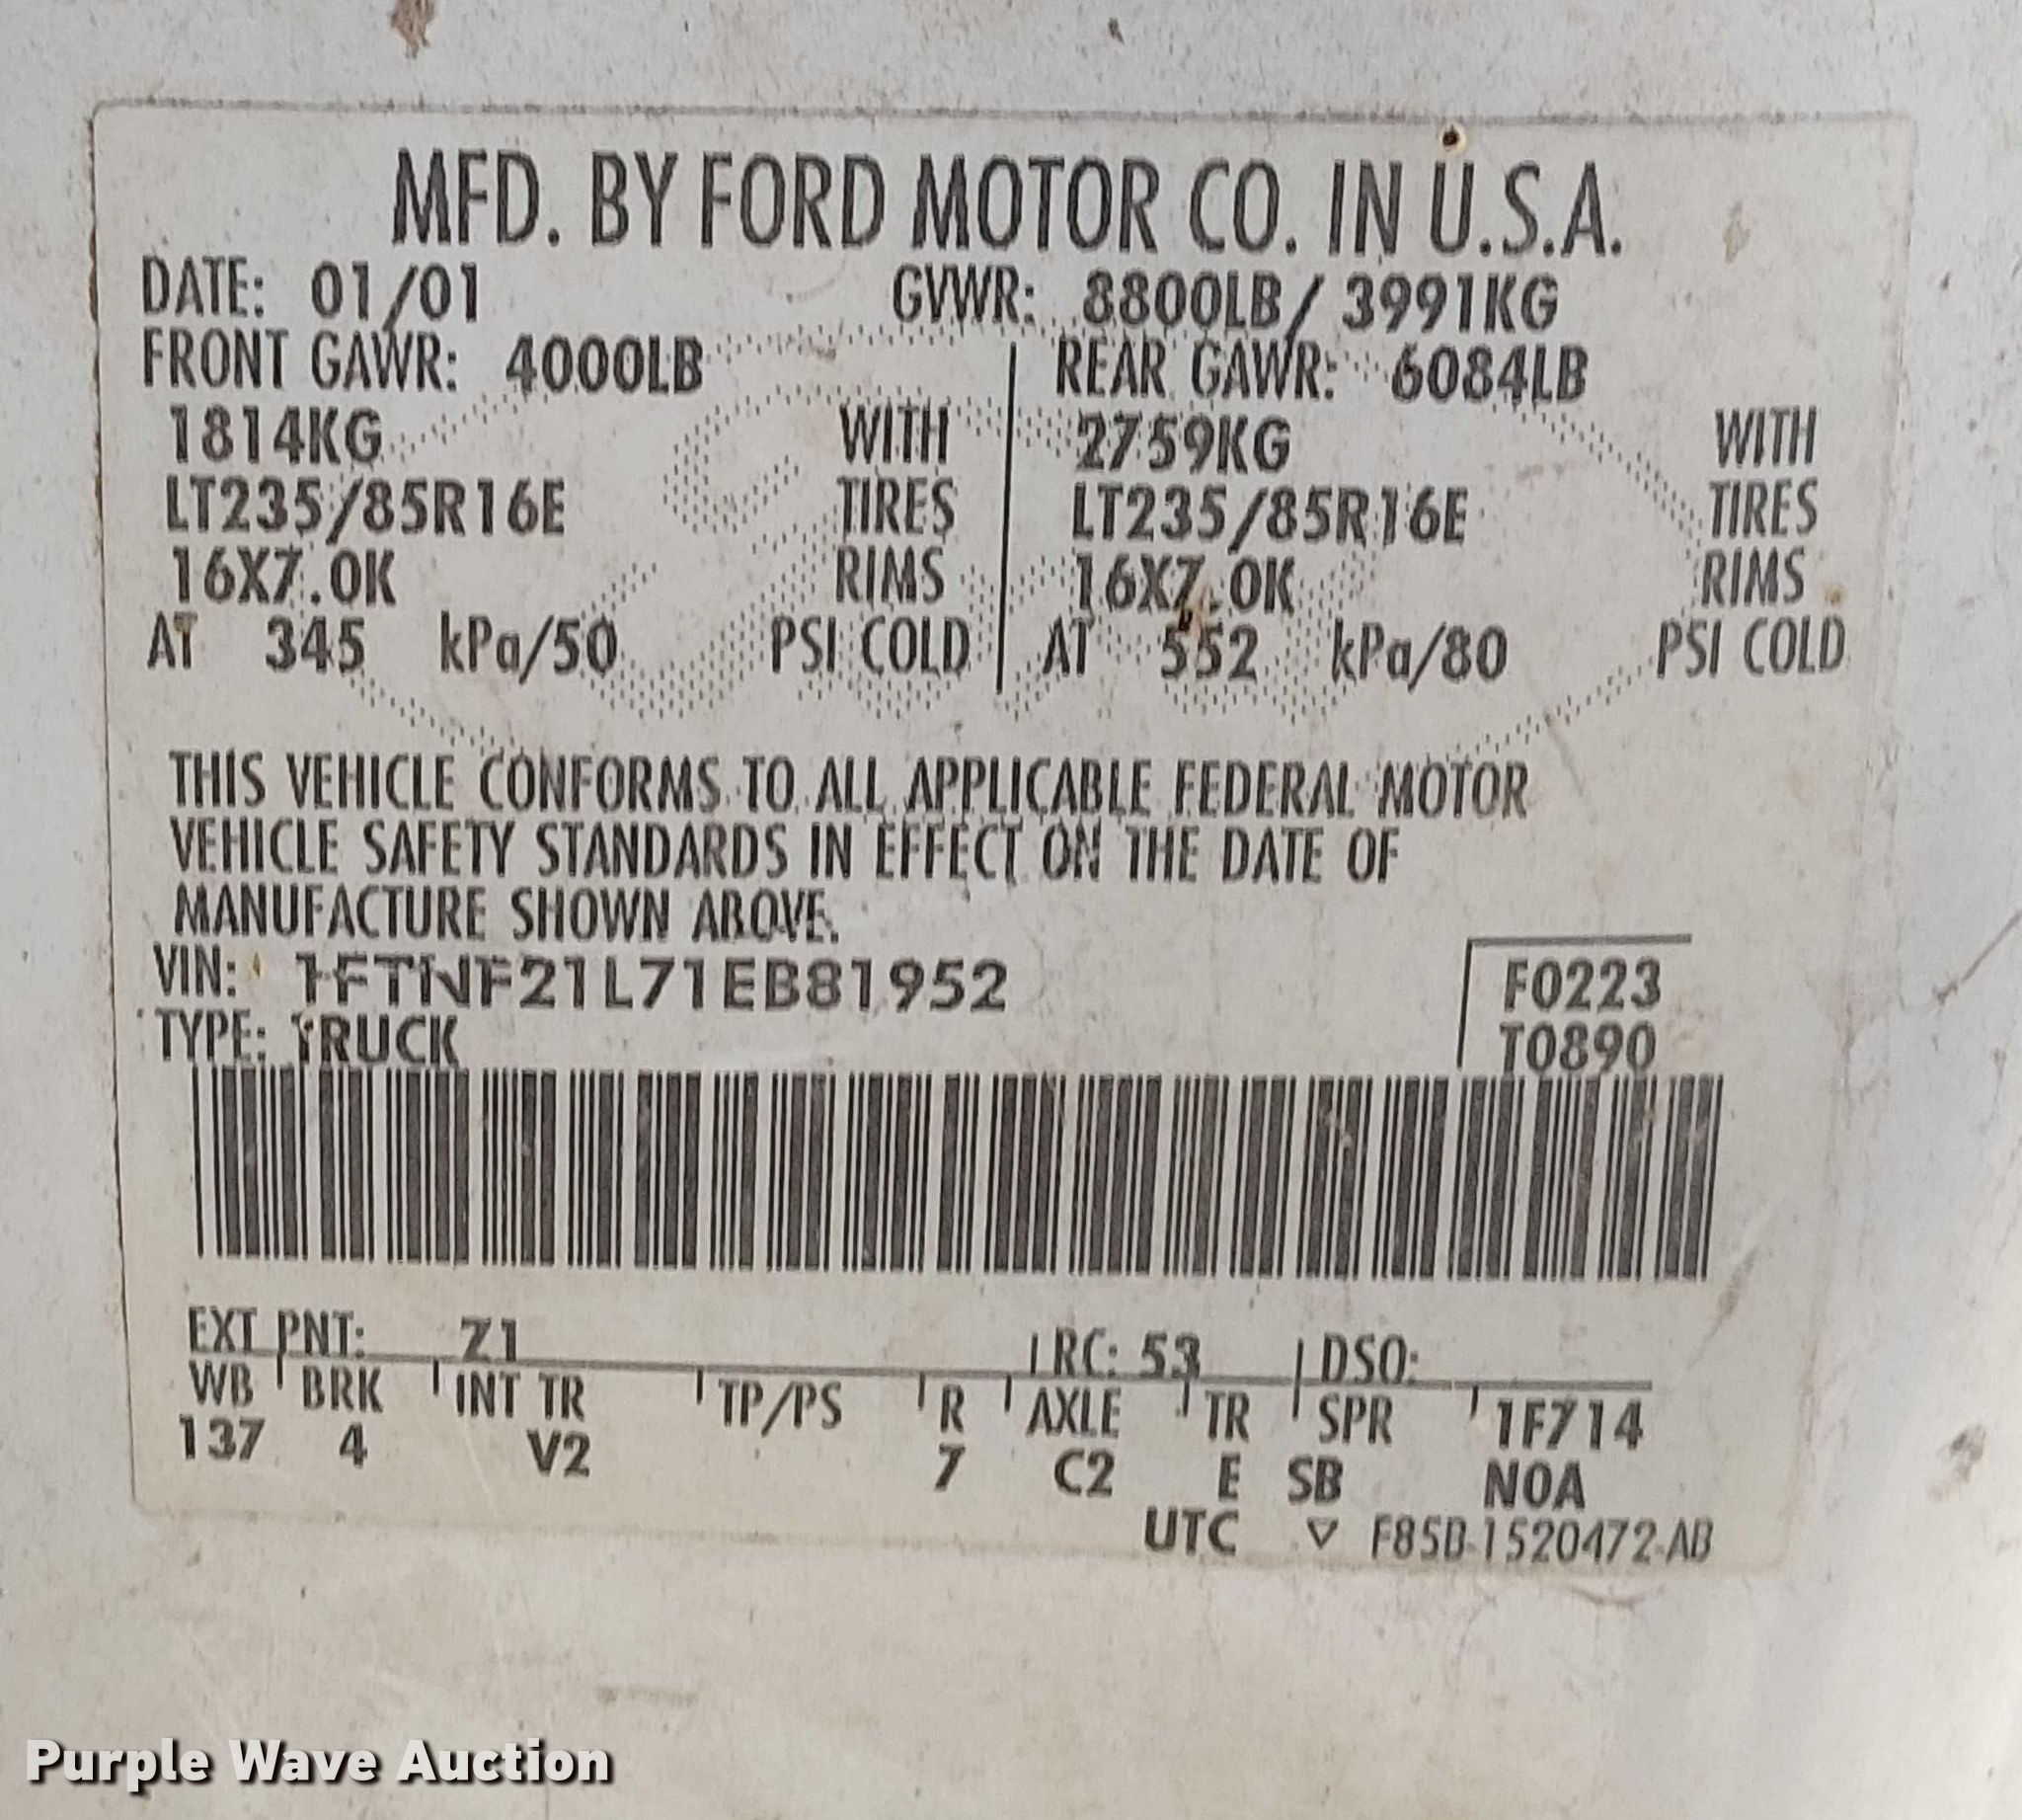 MFD. BY FORD MOTOR CO. IN U.S.A.
DATE: 01/01 GVWR: 8800LB/ 3991KG
FRONT GAWR: 4000LB REAR GAWR: 6084LB
1814KG WITH 2759KG WITH
LT235/85R16E TIRES LT235/85R16E TIRES
16X7.0K RIMS 16X7.0K RIMS
AT 345 kPa/50 PSI COLD AT 552 kPa/80 PSI COLD
THIS VEHICLE CONFORMS TO ALL APPLICABLE FEDERAL MOTOR
VEHICLE SAFETY STANDARDS IN EFFECT ON THE DATE OF
MANUFACTURE SHOWN ABOVE.
VIN: 1FTNF21L71EB81952 F0223
TYPE: TRUCK T0890
EXT PNT: Z1 RC: 53 DSO:
WB BRK INT TR TP/PS R AXLE TR SPR 1F714
137 4 V2 7 C2 E SB N0A
UTC ▽ F85B-1520472-AB
Purple Wave Auction